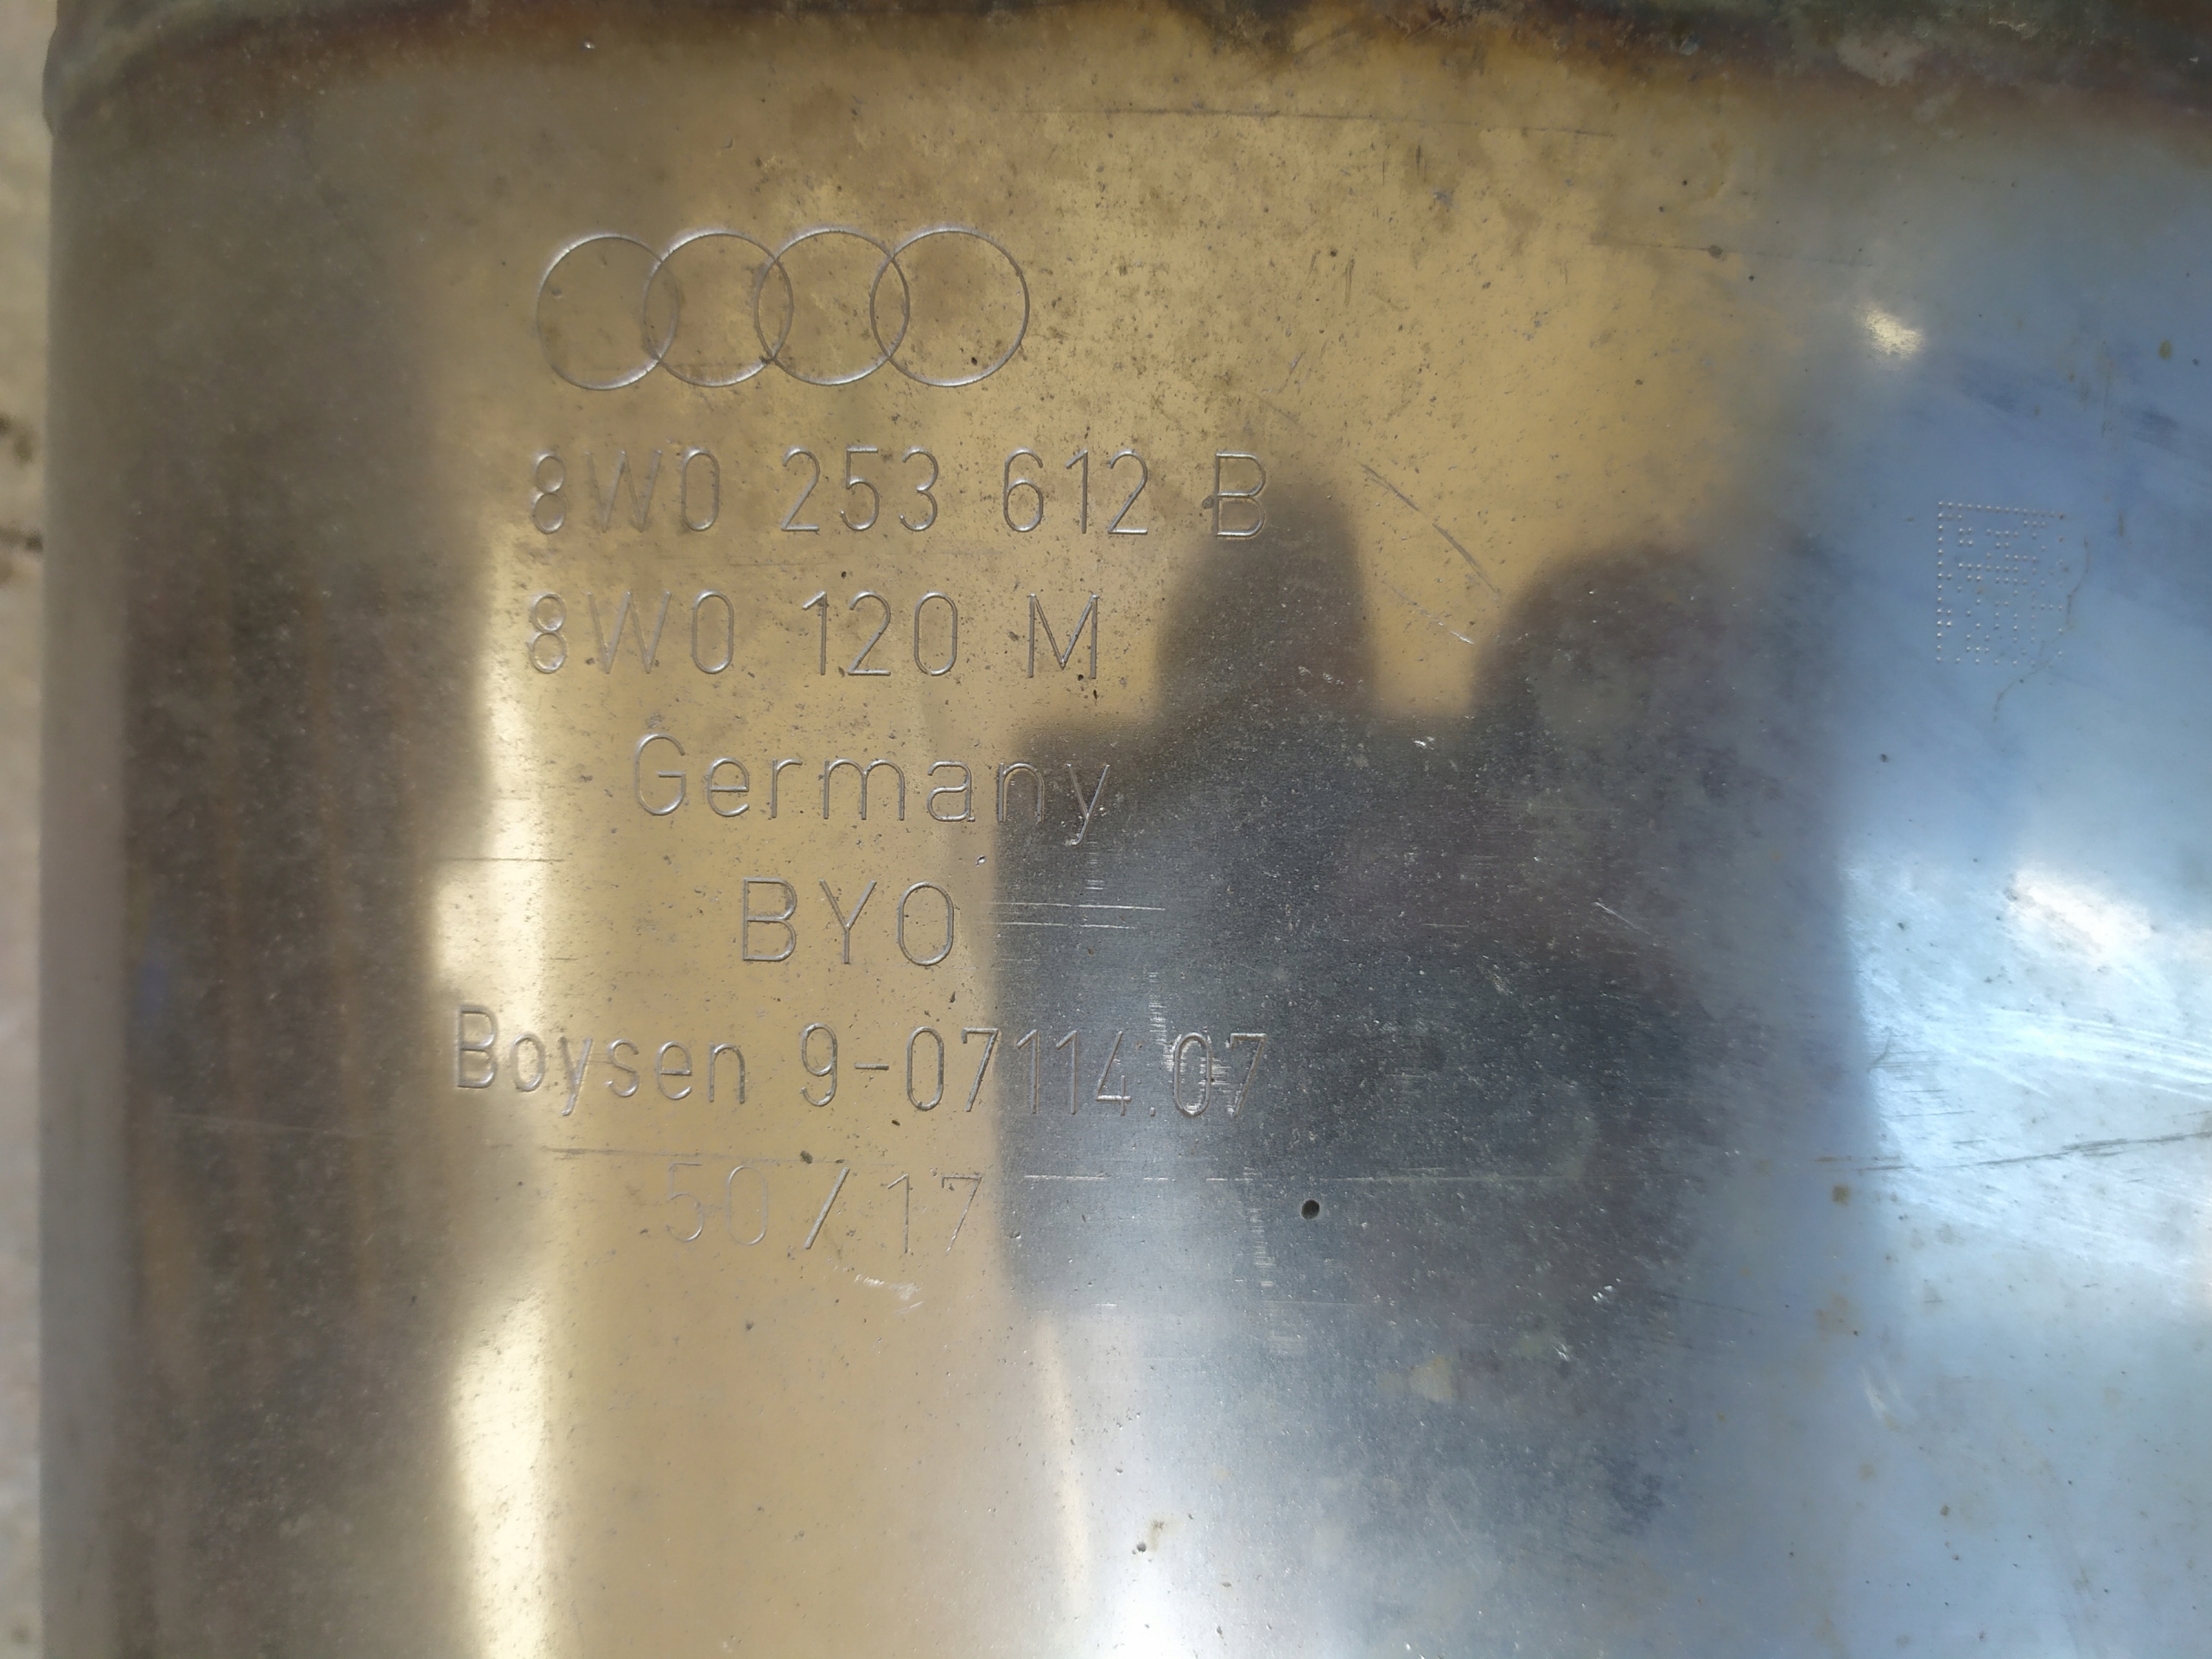 8W0 253 612 B
8W0 120 M
Germany
BYO
Boysen 9-07114.07
50/17